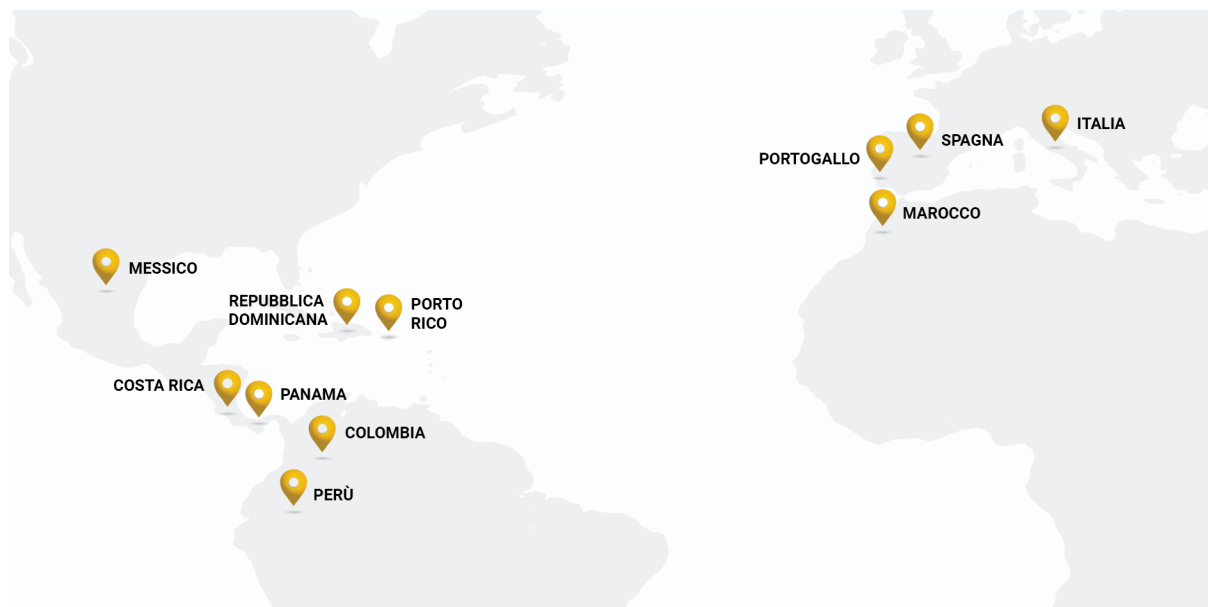 ITALIA
SPAGNA
PORTOGALLO
MAROCCO
MESSICO
REPUBBLICA
DOMINICANA
PORTO
RICO
COSTA RICA
PANAMA
COLOMBIA
PERÙ